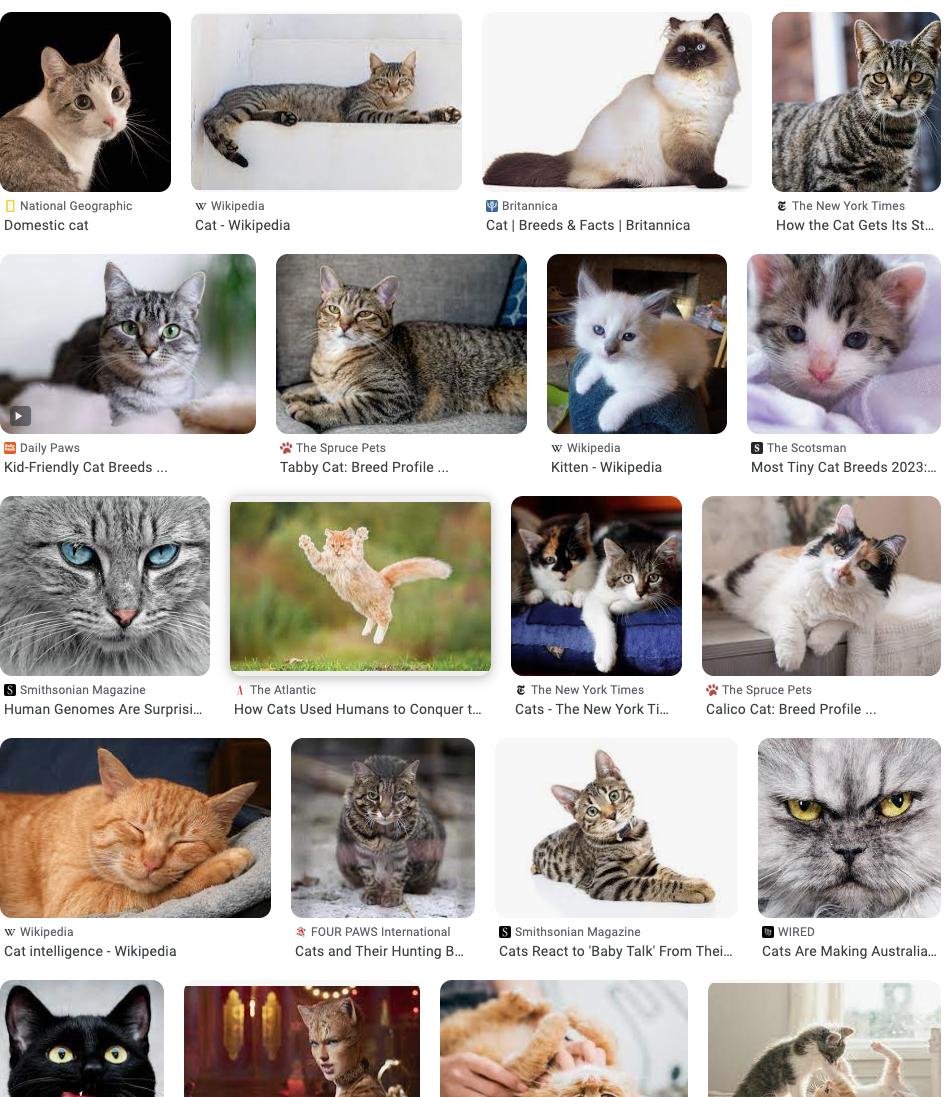 National Geographic
Domestic cat
Wikipedia
Cat - Wikipedia
Britannica
Cat | Breeds & Facts | Britannica
The New York Times
How the Cat Gets Its St...
Daily Paws
Kid-Friendly Cat Breeds ...
The Spruce Pets
Tabby Cat: Breed Profile ...
Wikipedia
Kitten - Wikipedia
The Scotsman
Most Tiny Cat Breeds 2023:...
Smithsonian Magazine
Human Genomes Are Surprisi...
The Atlantic
How Cats Used Humans to Conquer t...
The New York Times
Cats - The New York Ti...
The Spruce Pets
Calico Cat: Breed Profile ...
Wikipedia
Cat intelligence - Wikipedia
FOUR PAWS International
Cats and Their Hunting B...
Smithsonian Magazine
Cats React to 'Baby Talk' From Thei...
WIRED
Cats Are Making Australia...